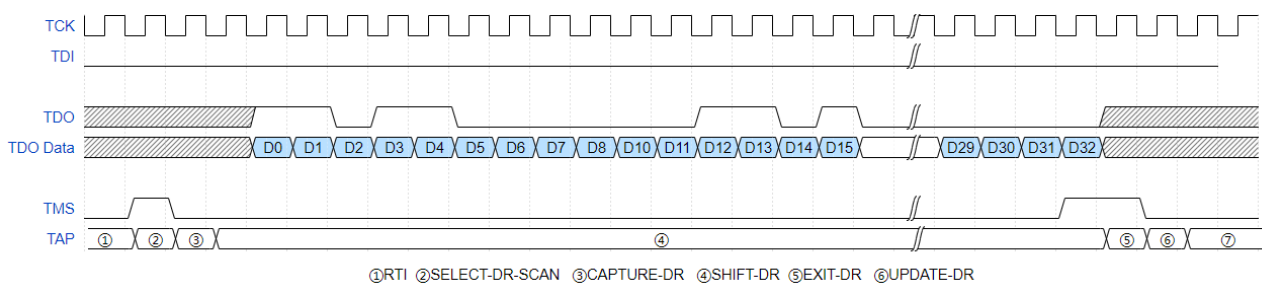 TCK
TDI
TDO
TDO Data D0 D1 D2 D3 D4 D5 D6 D7 D8 D10 D11 D12 D13 D14 D15 D29 D30 D31 D32
TMS
TAP ① ② ③ ④ ⑤ ⑥ ⑦
①RTI ②SELECT-DR-SCAN ③CAPTURE-DR ④SHIFT-DR ⑤EXIT-DR ⑥UPDATE-DR